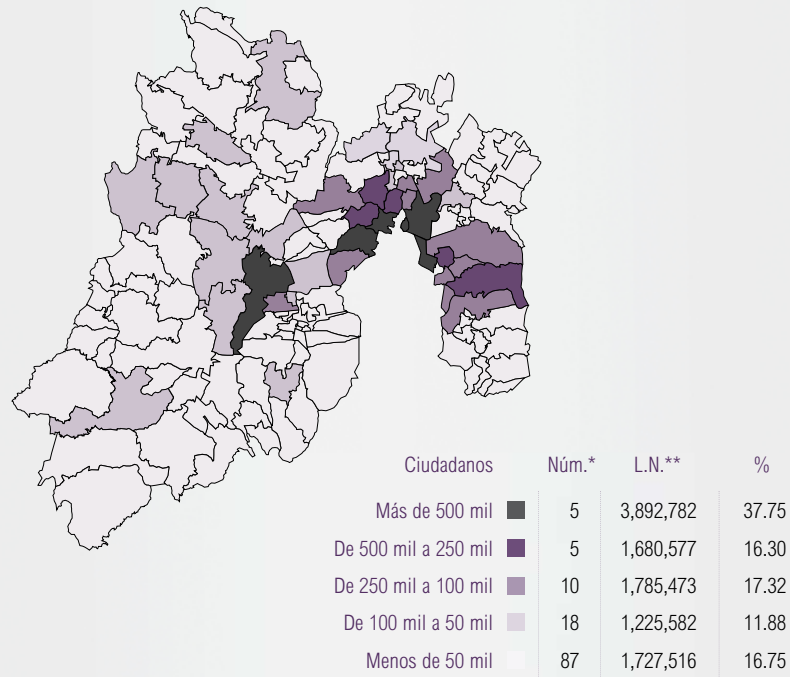 Ciudadanos Núm.* L.N.** %
Más de 500 mil 5 3,892,782 37.75
De 500 mil a 250 mil 5 1,680,577 16.30
De 250 mil a 100 mil 10 1,785,473 17.32
De 100 mil a 50 mil 18 1,225,582 11.88
Menos de 50 mil 87 1,727,516 16.75